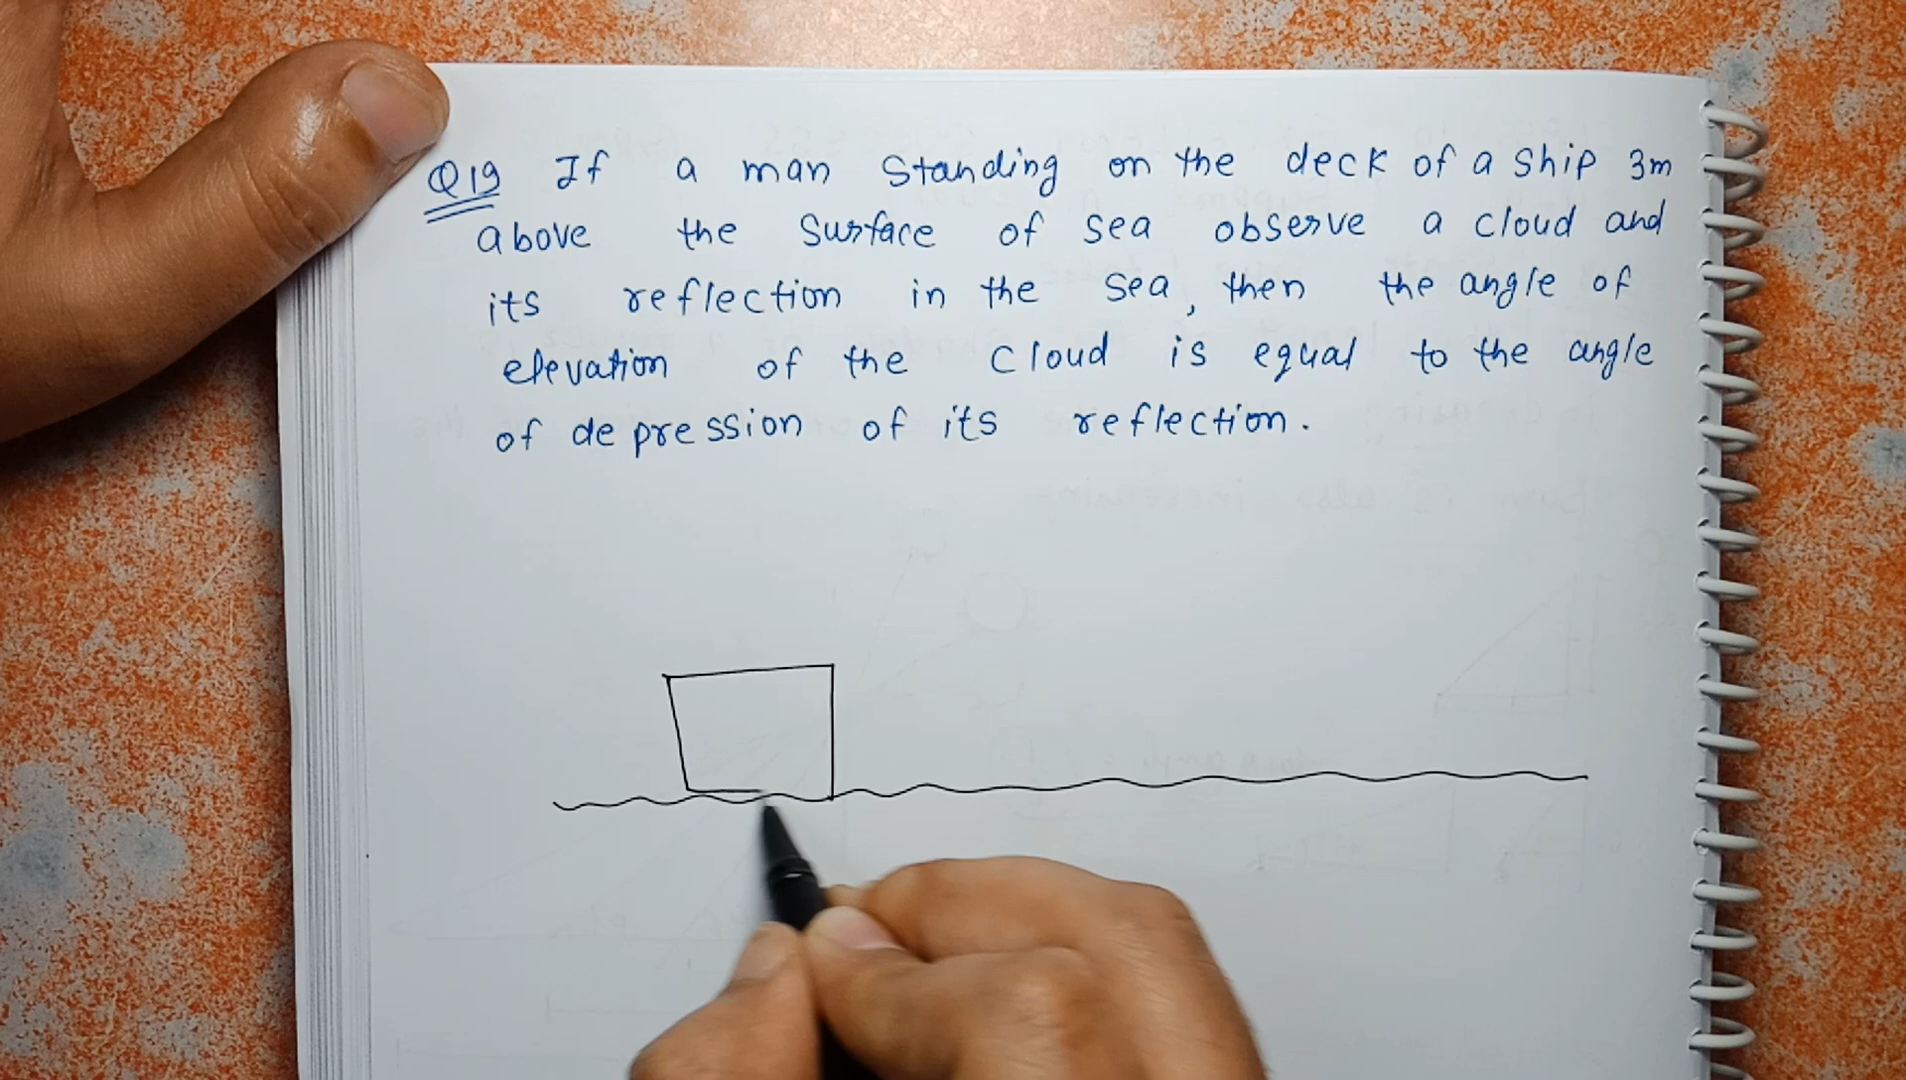 Q19 If a man standing on the deck of a ship 3m
above the surface of sea observe a cloud and
its reflection in the sea, then the angle of
elevation of the cloud is equal to the angle
of depression of its reflection.